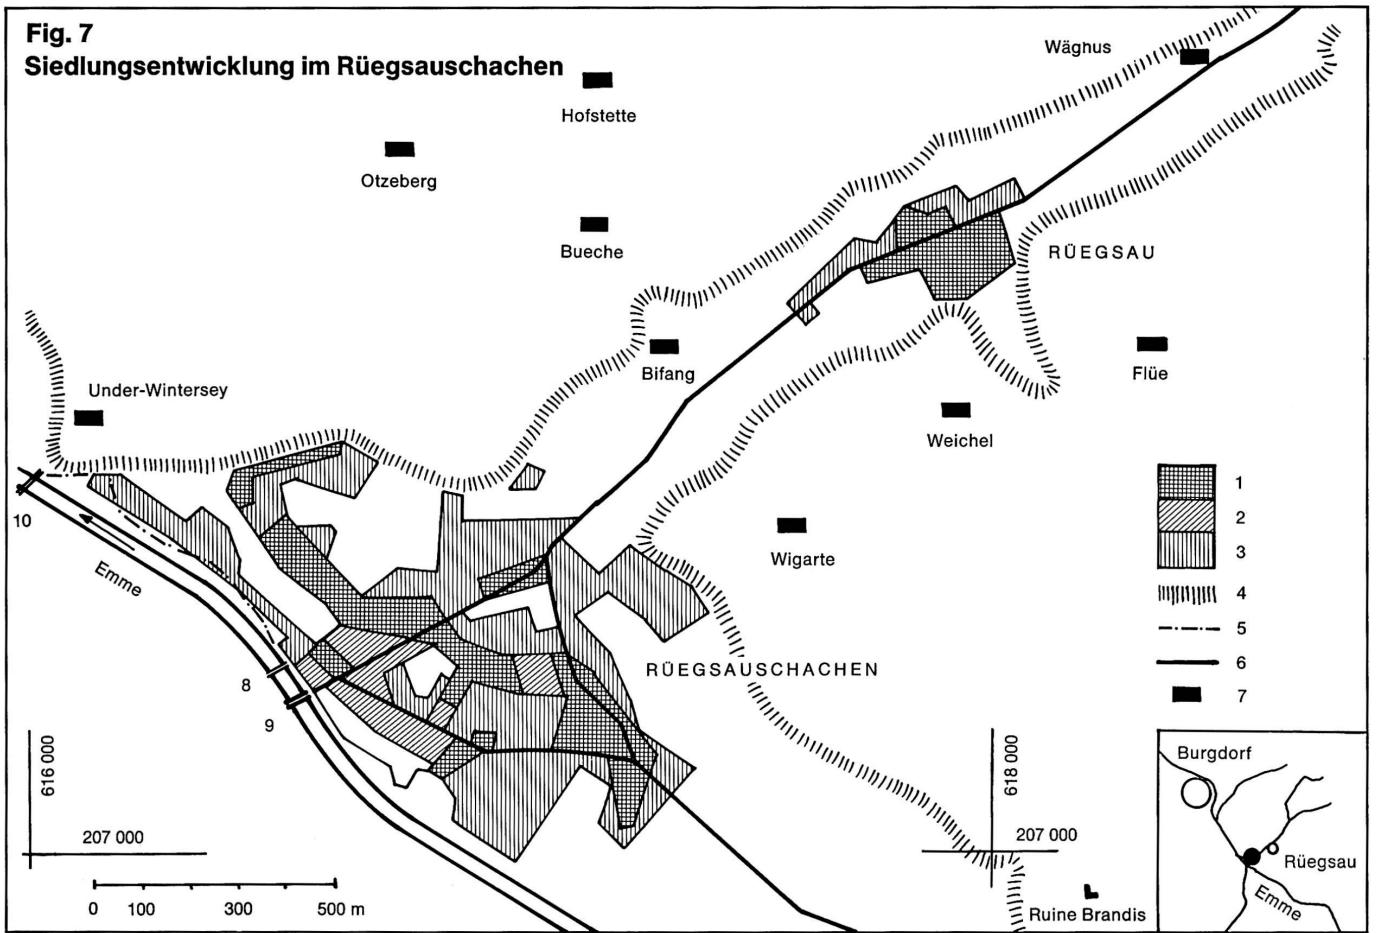 Fig. 7
Siedlungsentwicklung im Rüegsauschachen
Wäghus
Hofstette
Otzeberg
Bueche
RÜEGSAU
Bifang
Flüe
Under-Wintersey
Weichel
1
2
3
4
5
6
7
10
Emme
Wigarte
RÜEGSAUSCHACHEN
8
9
616 000
207 000
618 000
207 000
0 100 300 500 m
Ruine Brandis
Burgdorf
Rüegsau
Emme